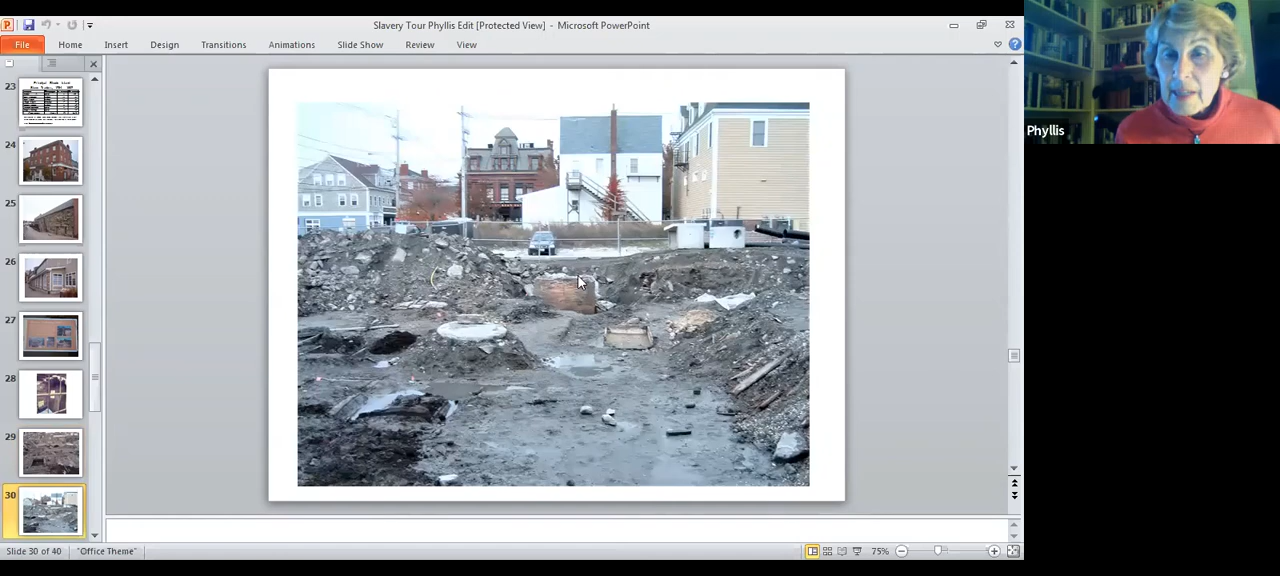 Slavery Tour Phyllis Edit [Protected View] - Microsoft PowerPoint
File Home Insert Design Transitions Animations Slide Show Review View
Phyllis
23
24
25
26
27
28
29
30
Slide 30 of 40 "Office Theme" 75%